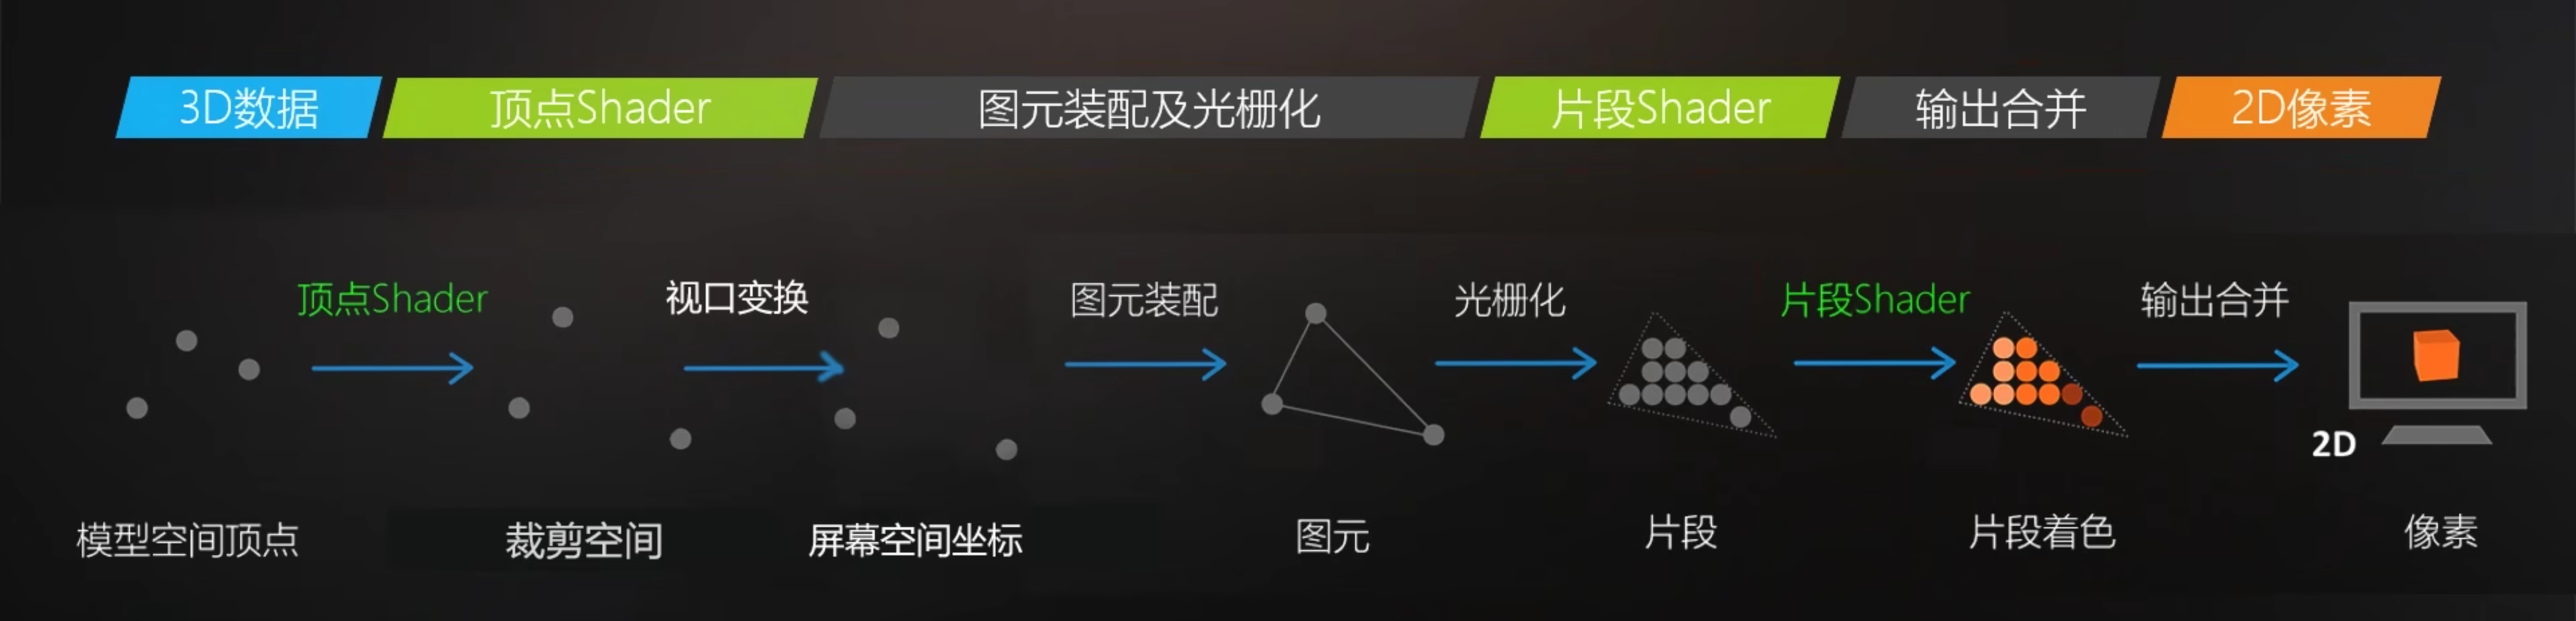 3D数据 顶点Shader 图元装配及光栅化 片段Shader 输出合并 2D像素
顶点Shader 视口变换 图元装配 光栅化 片段Shader 输出合并
2D
模型空间顶点 裁剪空间 屏幕空间坐标 图元 片段 片段着色 像素